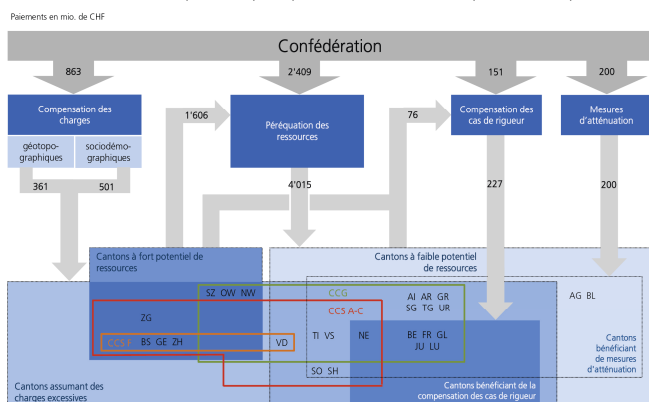 Paiements en mio. de CHF
Confédération
863
2'409
151
200
Compensation des
charges
géotopo-
graphiques
sociodémo-
graphiques
1'606
Péréquation des
ressources
76
Compensation des
cas de rigueur
Mesures
d'atténuation
361
501
4'015
227
200
Cantons à fort potentiel de
ressources
Cantons à faible potentiel
de ressources
SZ OW NW
CCG
AI AR GR
SG TG UR
AG BL
ZG
CCS A-C
CCS F
BS GE ZH
VD
TI VS
NE
BE FR GL
JU LU
Cantons
bénéficiant
de mesures
d'atténuation
SO SH
Cantons assumant des
charges excessives
Cantons bénéficiant de la
compensation des cas de rigueur